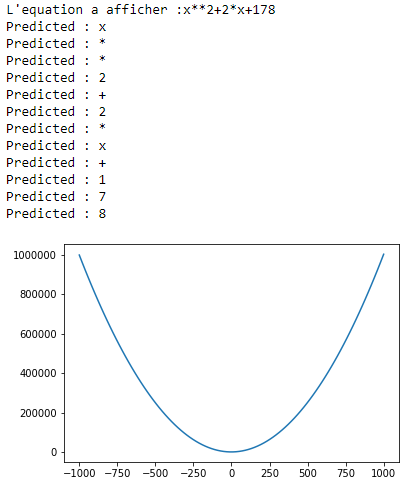 L'equation a afficher :x**2+2*x+178
Predicted : x
Predicted : *
Predicted : *
Predicted : 2
Predicted : +
Predicted : 2
Predicted : *
Predicted : x
Predicted : +
Predicted : 1
Predicted : 7
Predicted : 8
1000000
800000
600000
400000
200000
0
−1000 −750 −500 −250 0 250 500 750 1000